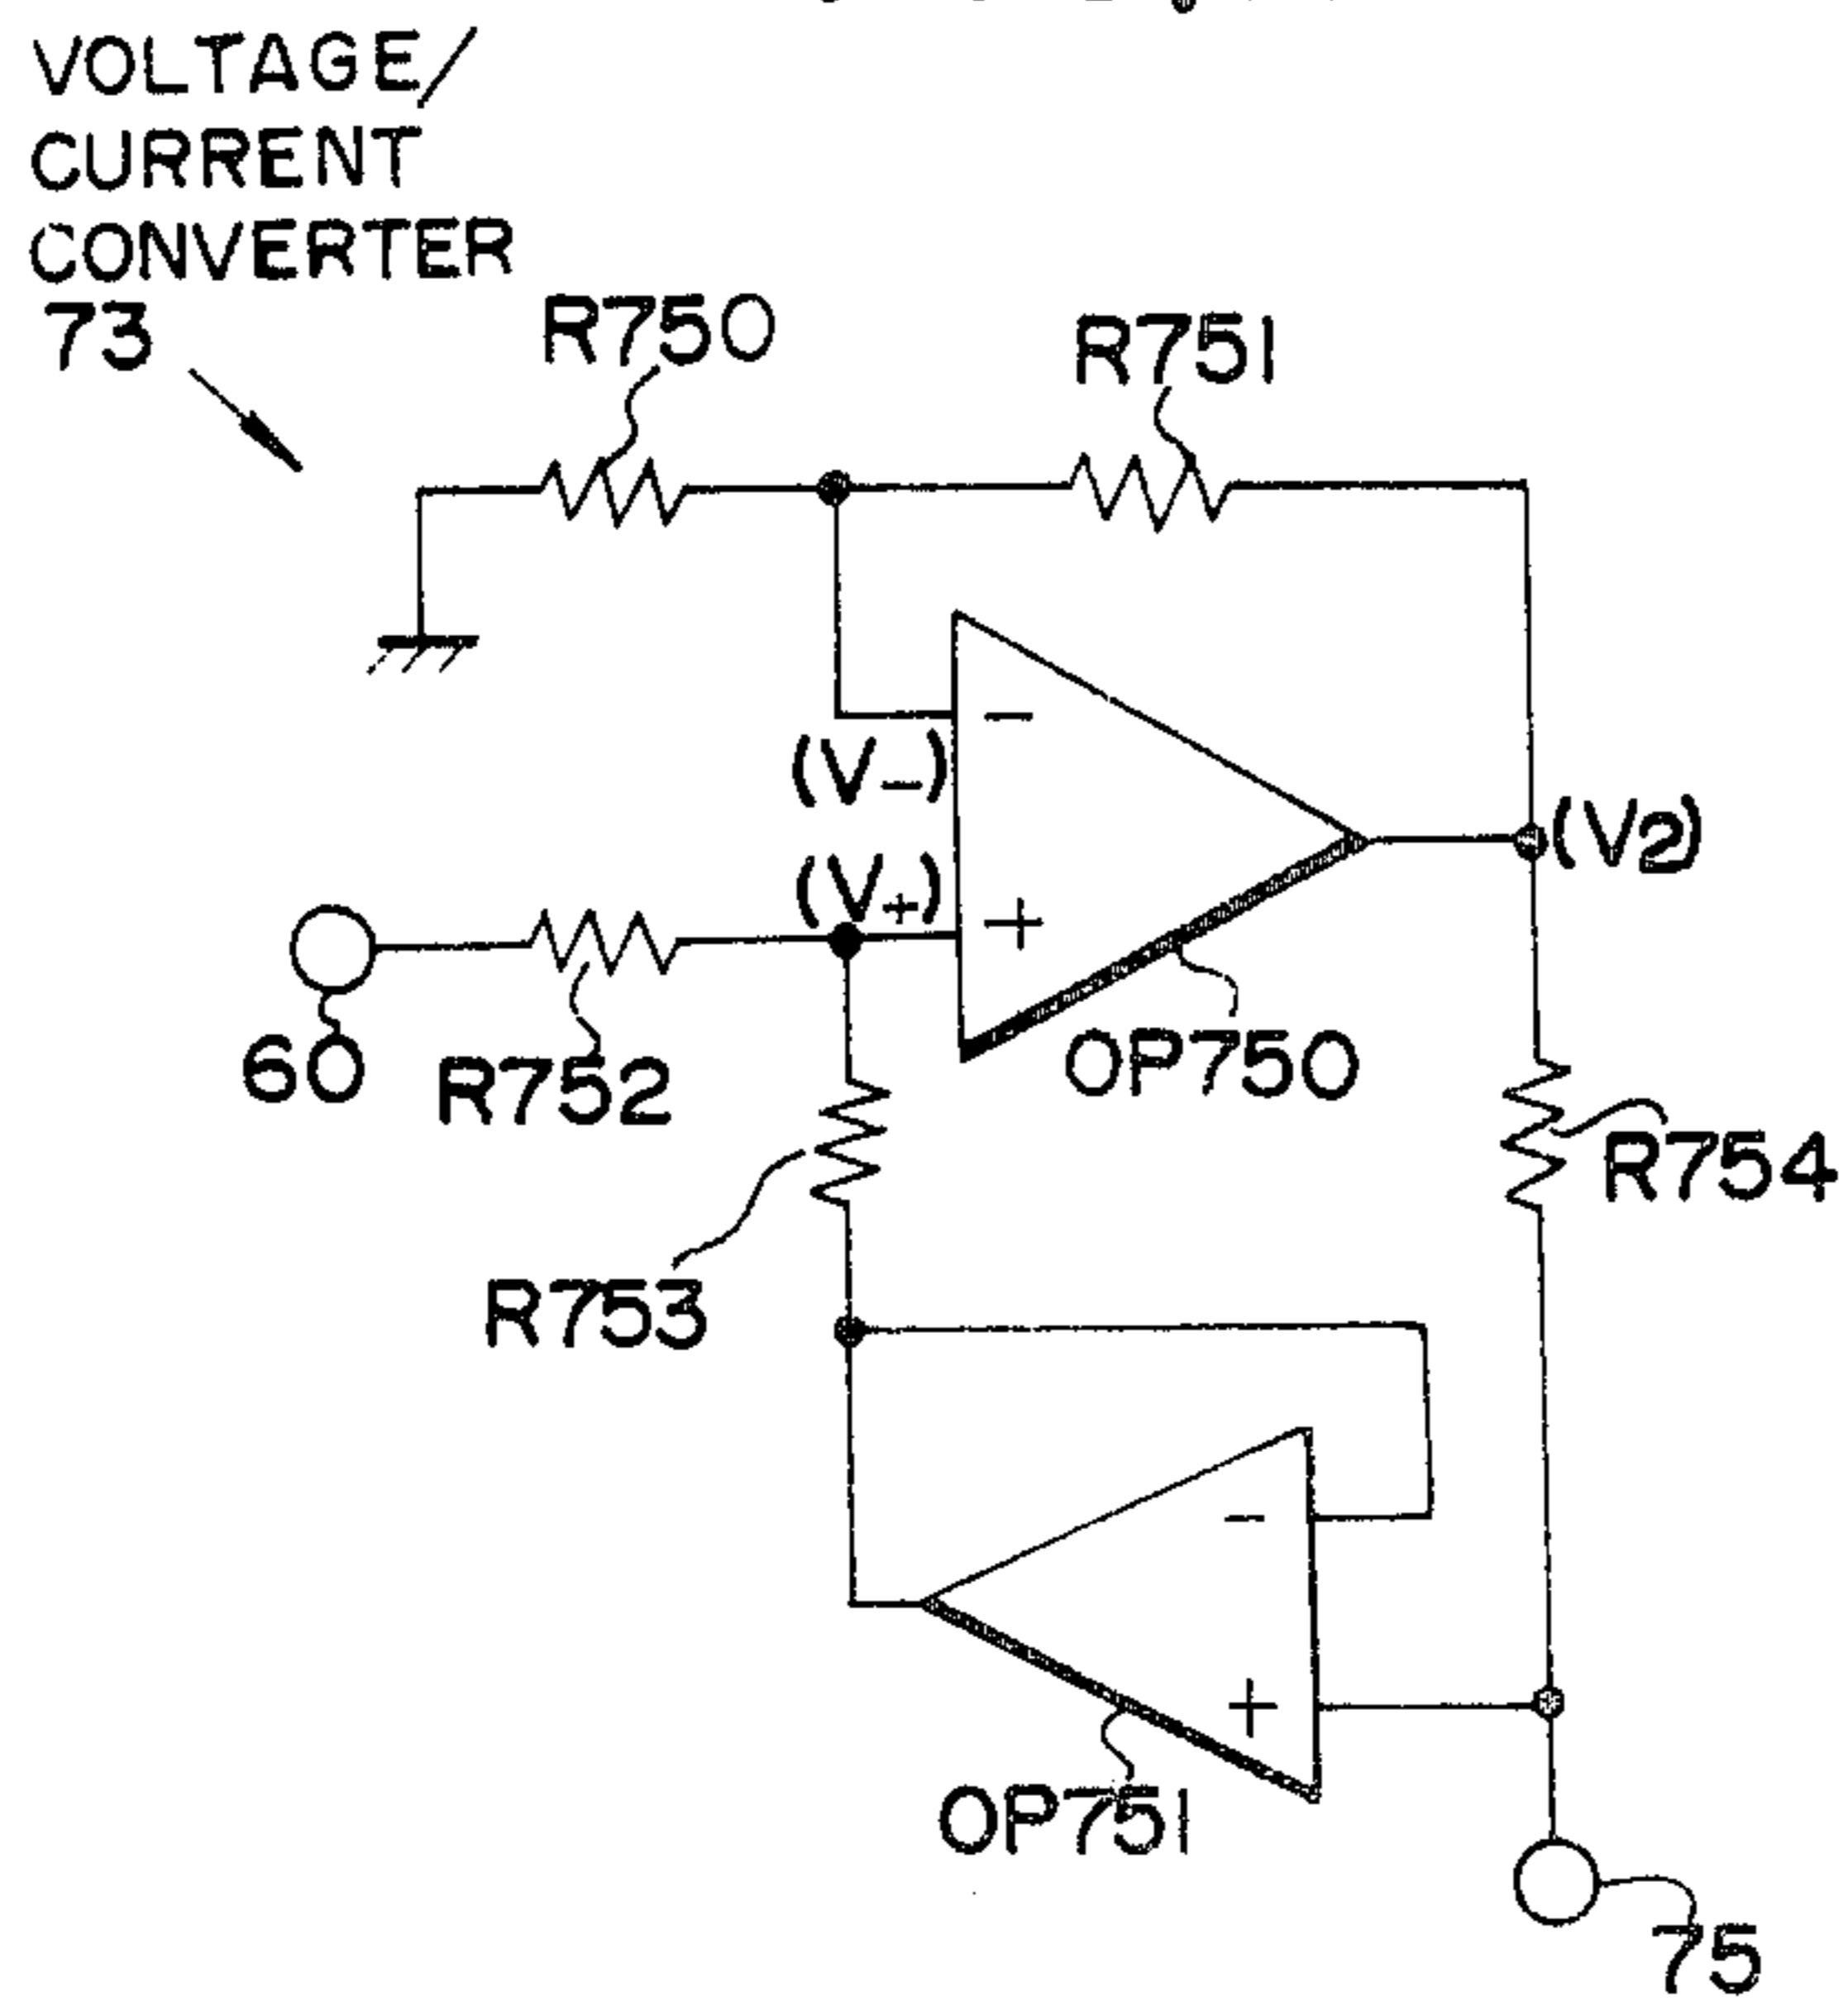 VOLTAGE/
CURRENT
CONVERTER
73
R750
R751
-
(V-)
(V2)
(V+)
+
60
R752
OP750
R754
R753
-
+
OP751
75